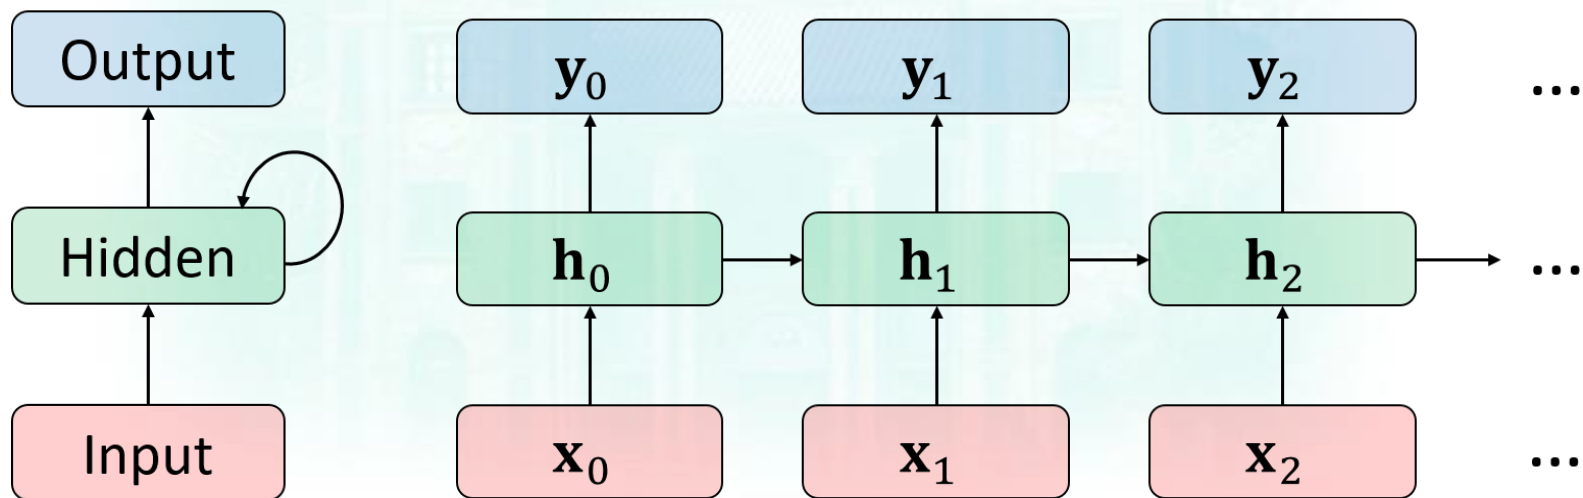 Output y₀ y₁ y₂ ...
Hidden h₀ h₁ h₂ ...
Input x₀ x₁ x₂ ...